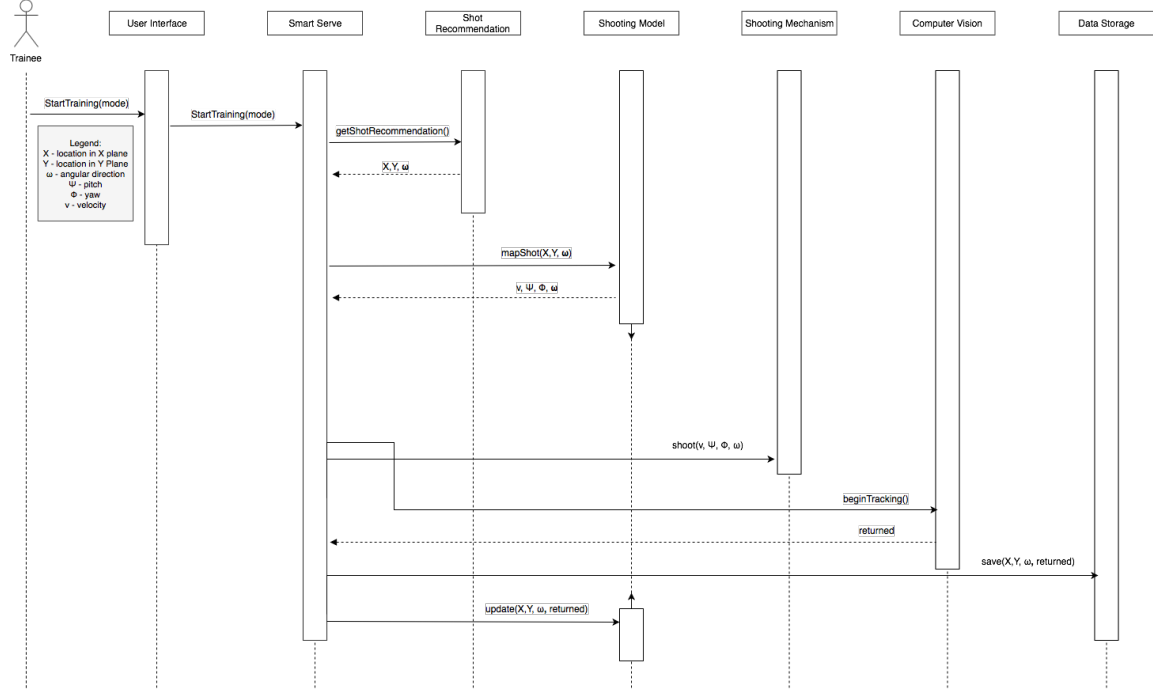 User Interface
Smart Serve
Shot
Recommendation
Shooting Model
Shooting Mechanism
Computer Vision
Data Storage
Trainee
StartTraining(mode)
StartTraining(mode)
Legend:
X - location in X plane
Y - location in Y Plane
ω - angular direction
Ψ - pitch
Φ - yaw
v - velocity
getShotRecommendation()
X,Y, ω
mapShot(X,Y, ω)
v, Ψ, Φ, ω
shoot(v, Ψ, Φ, ω)
beginTracking()
returned
save(X,Y, ω, returned)
update(X,Y, ω, returned)